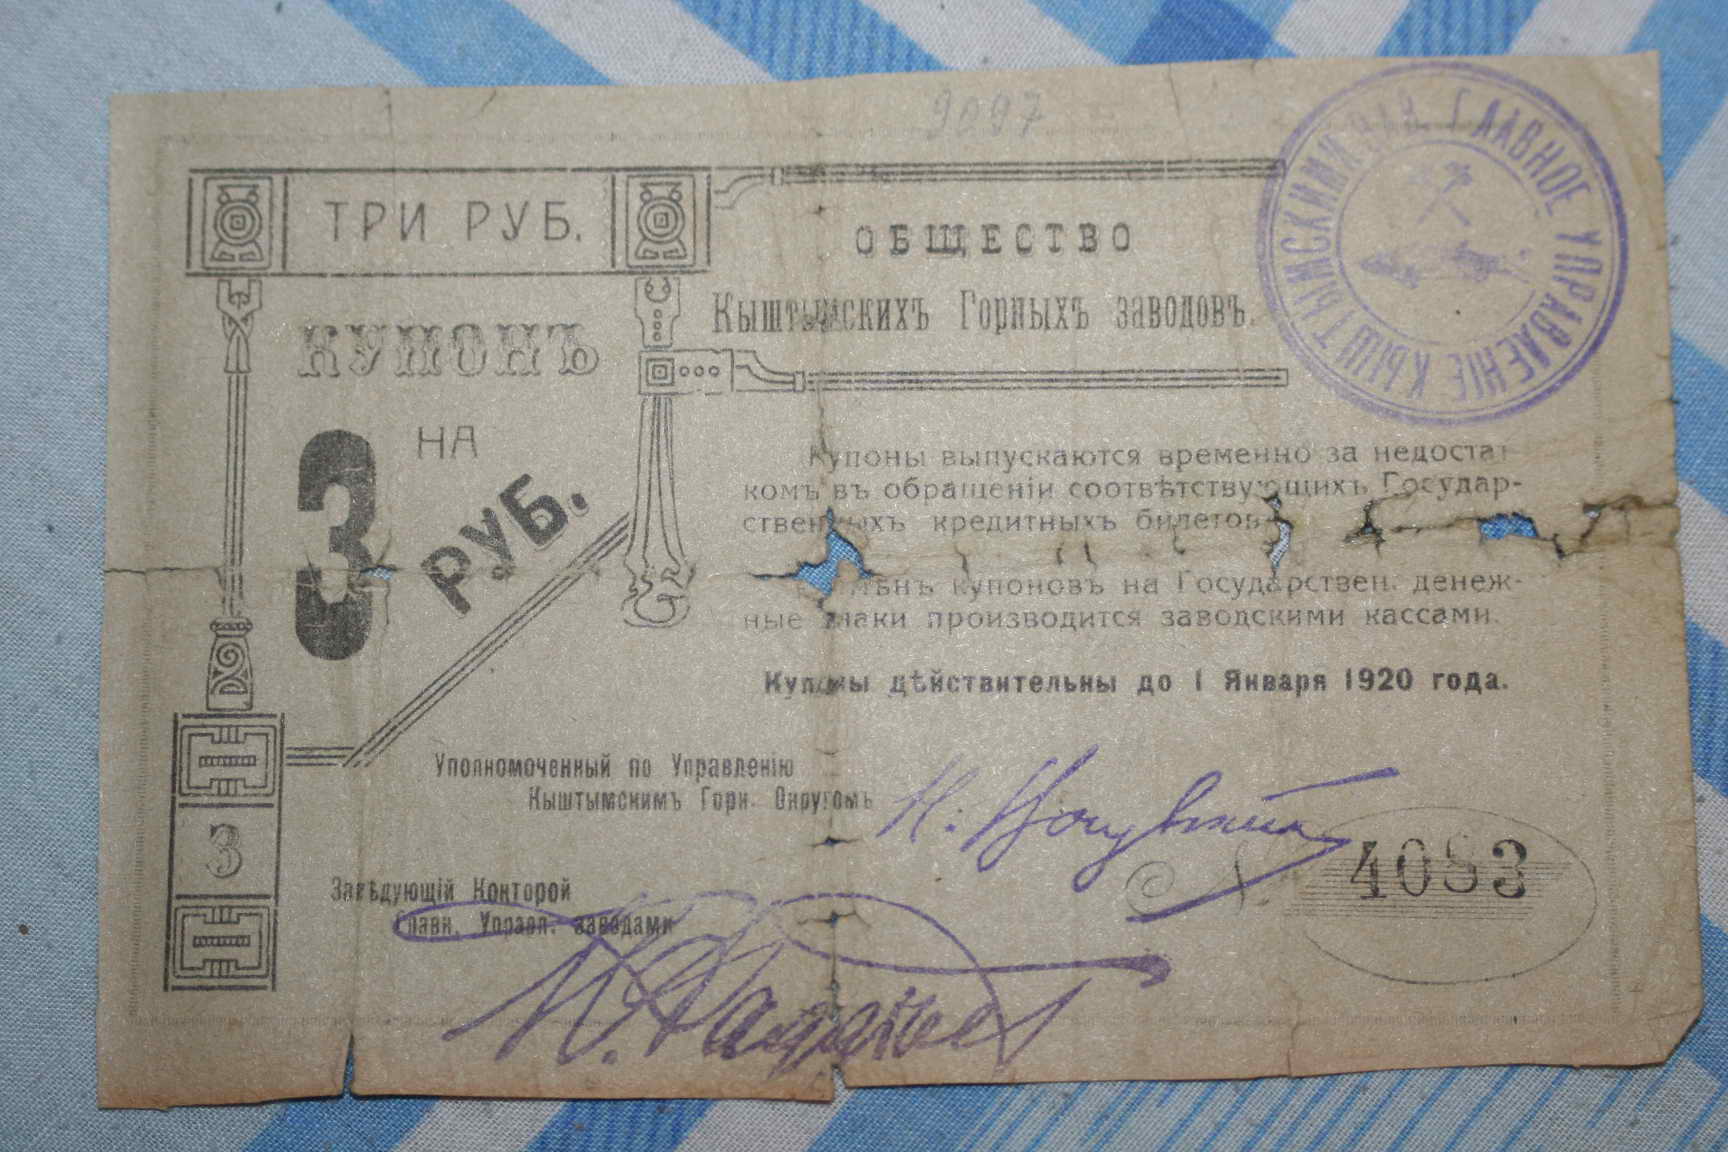 9097
ТРИ РУБ.
КУПОНЪ
НА
3
РУБ.
3
ОБЩЕСТВО
Кыштымскихъ Горныхъ заводовъ.
ГЛАВНОЕ УПРАВЛЕНІЕ КЫШТЫМСКИМИ
Купоны выпускаются временно за недостат
комъ въ обращеніи соотвѣтствующихъ Государ-
ственныхъ кредитныхъ билетовъ
купоновъ на Государствен. денеж-
ные знаки производится заводскими кассами.
Купоны дѣйствительны до 1 Января 1920 года.
Уполномоченный по Управленію
Кыштымскимъ Горн. Округомъ
4083
Завѣдующій Конторой
Главн. Управл. заводами